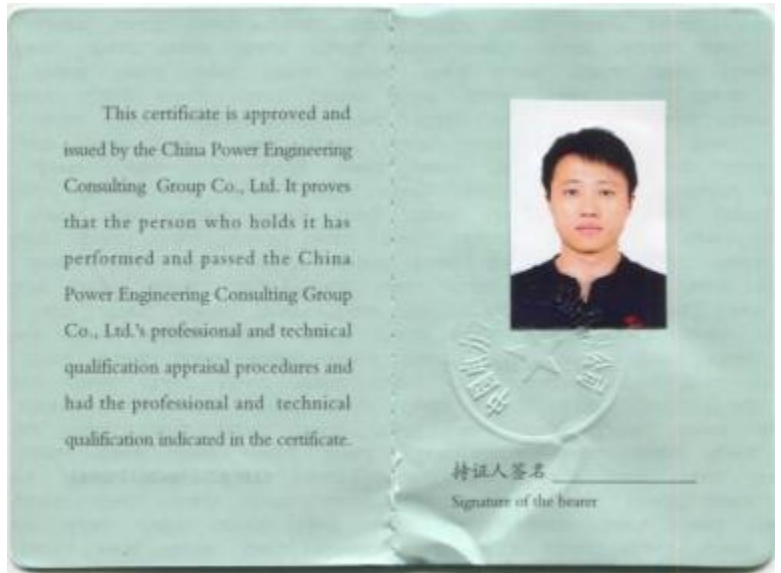 This certificate is approved and
issued by the China Power Engineering
Consulting Group Co., Ltd. It proves
that the person who holds it has
performed and passed the China
Power Engineering Consulting Group
Co., Ltd.'s professional and technical
qualification appraisal procedures and
had the professional and technical
qualification indicated in the certificate.
持证人签名
Signature of the bearer